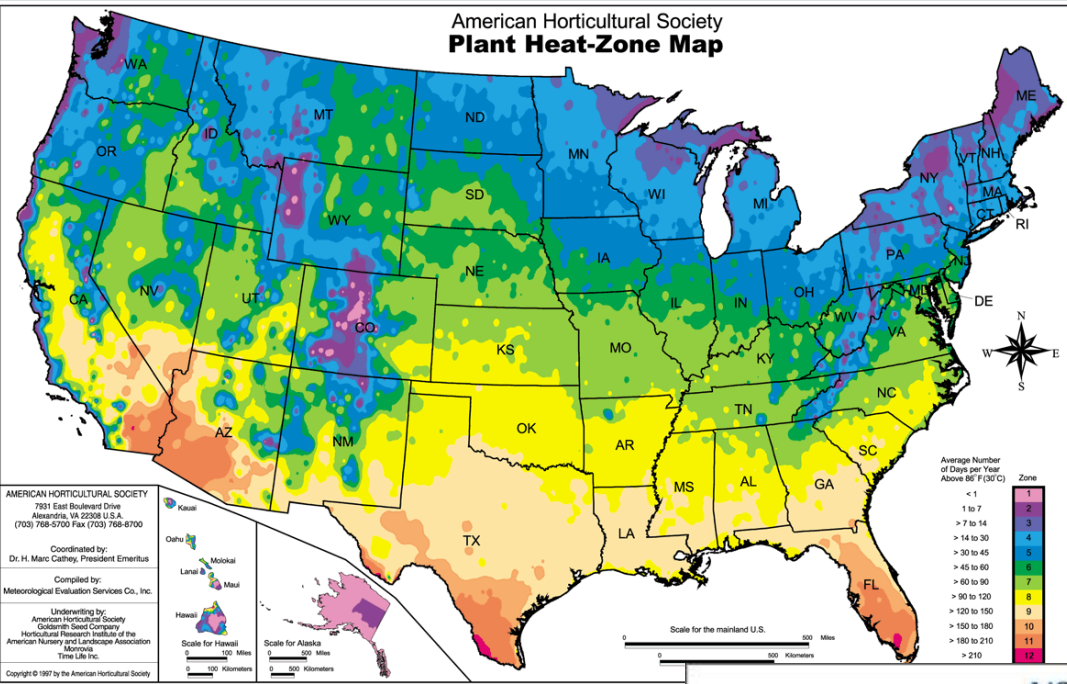 American Horticultural Society
Plant Heat-Zone Map
WA
MT
ND
ME
OR
ID
MN
VT
NH
NY
WI
MI
MA
CT
RI
SD
WY
IA
PA
NJ
NE
OH
MD
DE
NV
UT
CA
IL
IN
WV
VA
CO
KS
MO
KY
NC
TN
AZ
NM
OK
AR
SC
MS
AL
GA
TX
LA
FL
N
W
E
S
Average Number
of Days per Year
Above 86°F (30°C)
Zone
< 1
1
1 to 7
2
> 7 to 14
3
> 14 to 30
4
> 30 to 45
5
> 45 to 60
6
> 60 to 90
7
> 90 to 120
8
> 120 to 150
9
> 150 to 180
10
> 180 to 210
11
> 210
12
AMERICAN HORTICULTURAL SOCIETY
7931 East Boulevard Drive
Alexandria, VA 22308 U.S.A.
(703) 768-5700 Fax (703) 768-8700
Coordinated by:
Dr. H. Marc Cathey, President Emeritus
Compiled by:
Meteorological Evaluation Services Co., Inc.
Underwriting by:
American Horticultural Society
Goldsmith Seed Company
Horticultural Research Institute of the
American Nursery and Landscape Association
Monrovia
Time Life Inc.
Copyright © 1997 by the American Horticultural Society
Kauai
Oahu
Molokai
Lanai
Maui
Hawaii
Scale for Hawaii
0 100 Miles
0 100 Kilometers
Scale for Alaska
0 500 Miles
0 500 Kilometers
Scale for the mainland U.S.
0 500 Miles
0 500 Kilometers